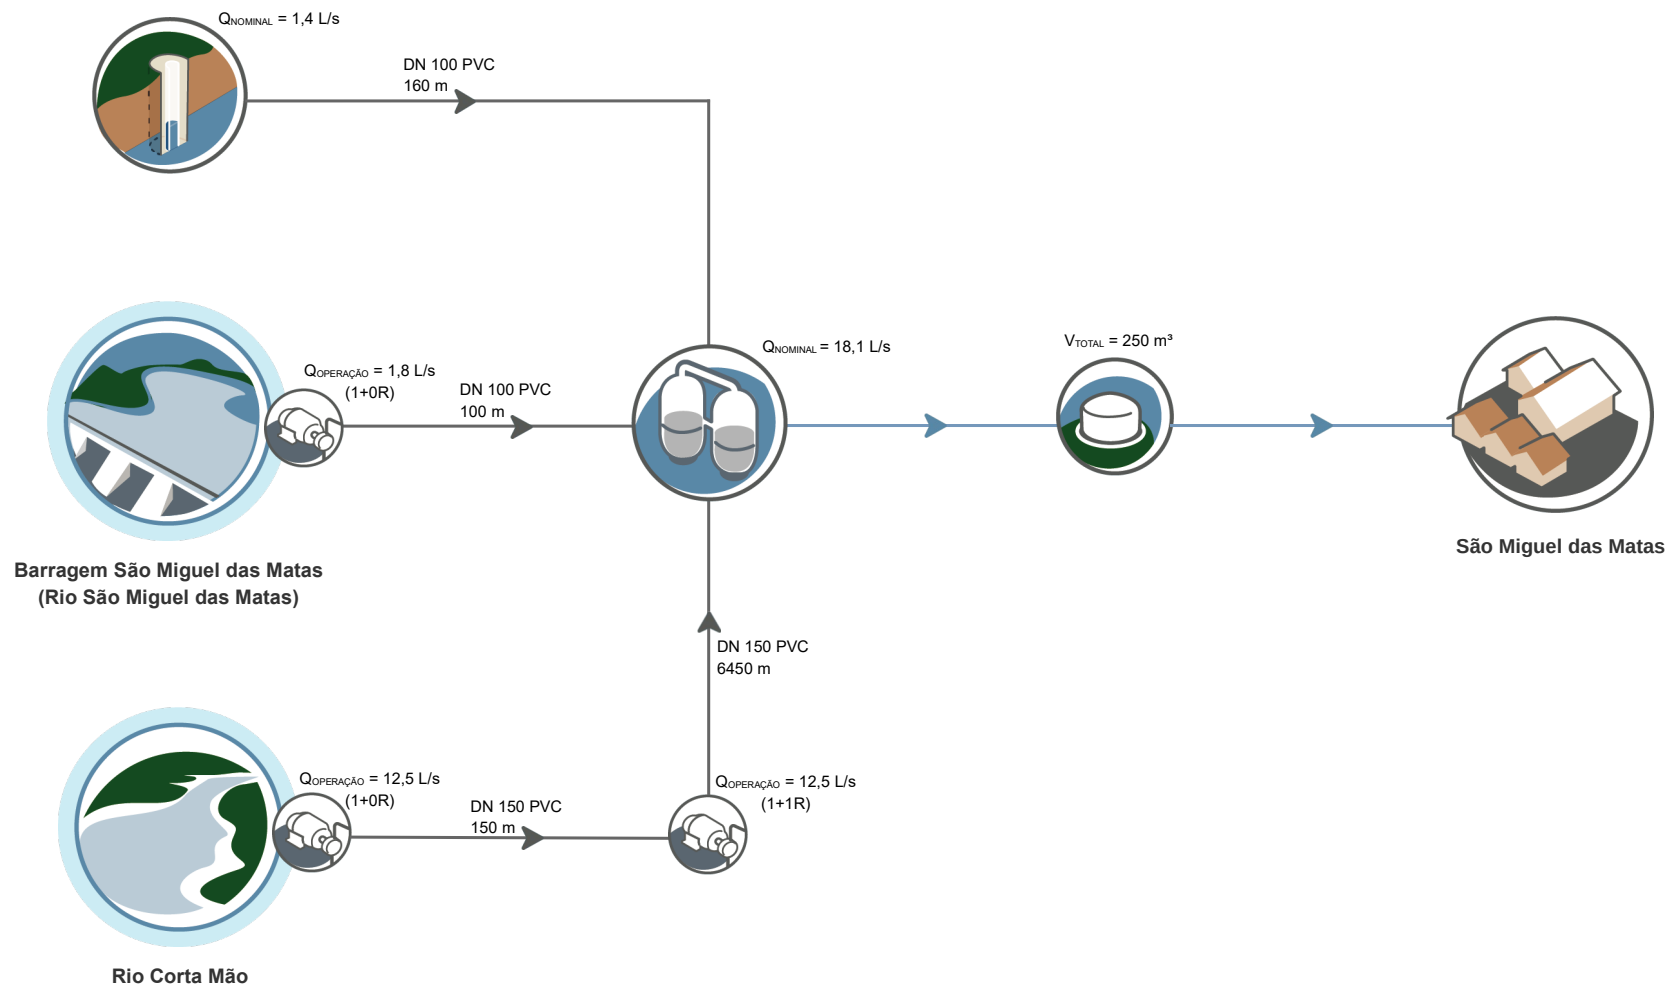 QNOMINAL = 1,4 L/s
DN 100 PVC
160 m
QOPERAÇÃO = 1,8 L/s
(1+0R)
DN 100 PVC
100 m
QNOMINAL = 18,1 L/s
VTOTAL = 250 m³
São Miguel das Matas
Barragem São Miguel das Matas
(Rio São Miguel das Matas)
DN 150 PVC
6450 m
QOPERAÇÃO = 12,5 L/s
(1+0R)
DN 150 PVC
150 m
QOPERAÇÃO = 12,5 L/s
(1+1R)
Rio Corta Mão